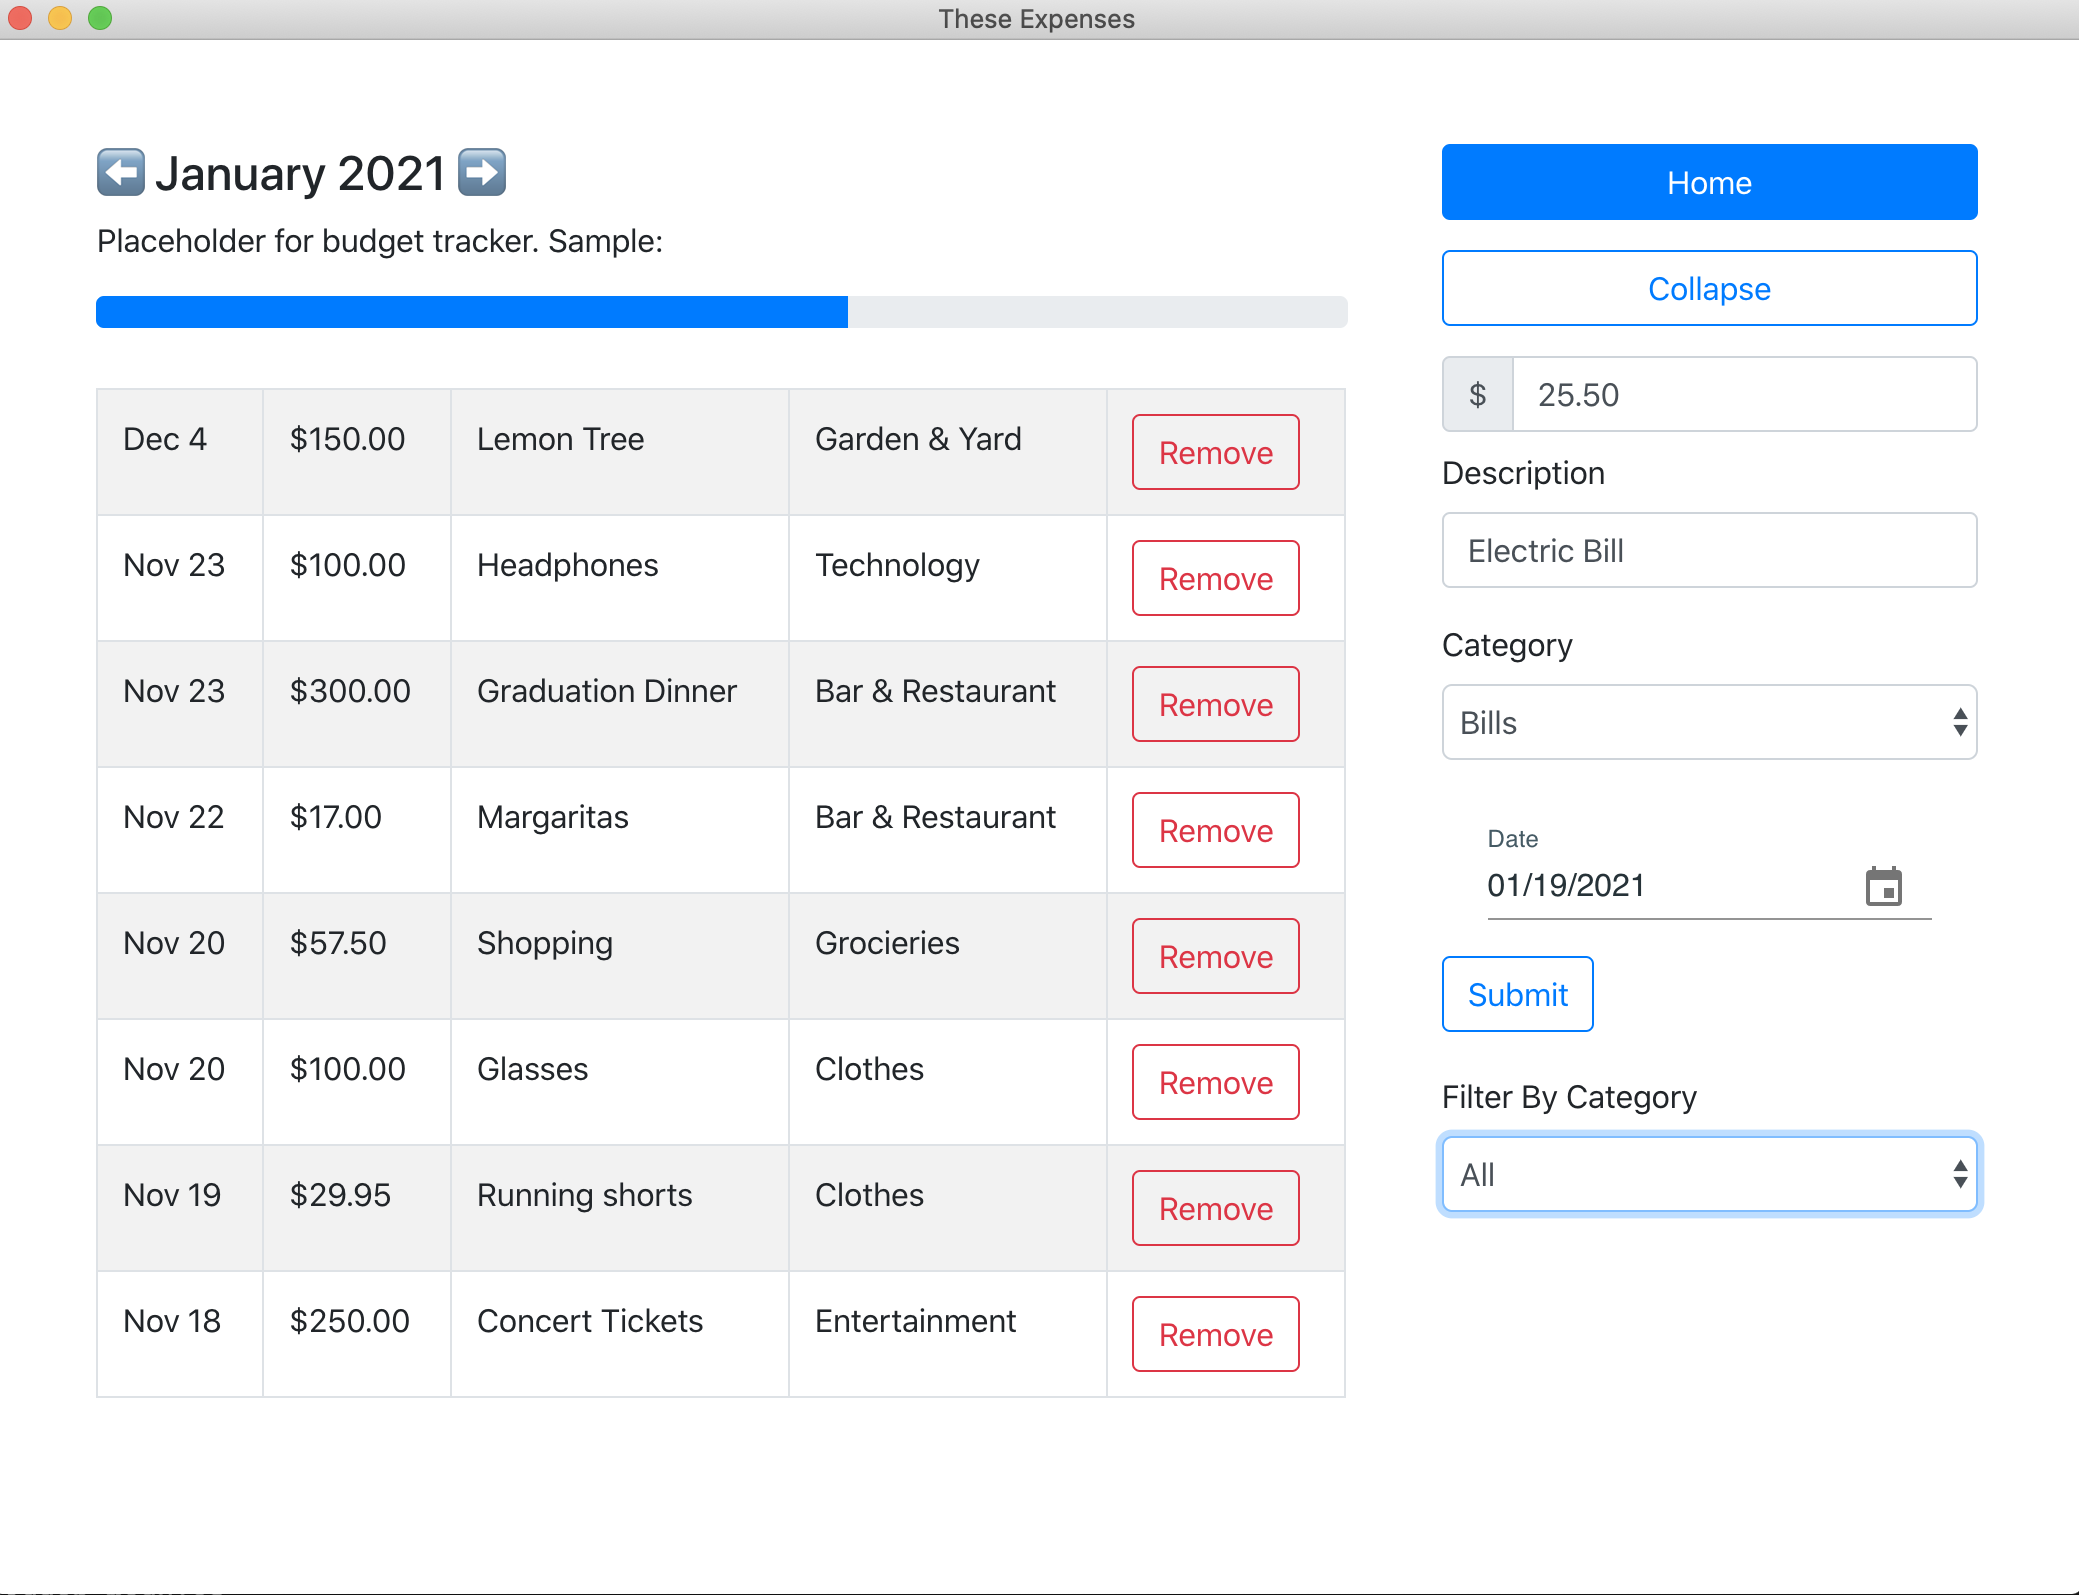 These Expenses
January 2021
Placeholder for budget tracker. Sample:
Dec 4 $150.00 Lemon Tree Garden & Yard Remove
Nov 23 $100.00 Headphones Technology Remove
Nov 23 $300.00 Graduation Dinner Bar & Restaurant Remove
Nov 22 $17.00 Margaritas Bar & Restaurant Remove
Nov 20 $57.50 Shopping Grocieries Remove
Nov 20 $100.00 Glasses Clothes Remove
Nov 19 $29.95 Running shorts Clothes Remove
Nov 18 $250.00 Concert Tickets Entertainment Remove
Home
Collapse
$ 25.50
Description
Electric Bill
Category
Bills
Date
01/19/2021
Submit
Filter By Category
All